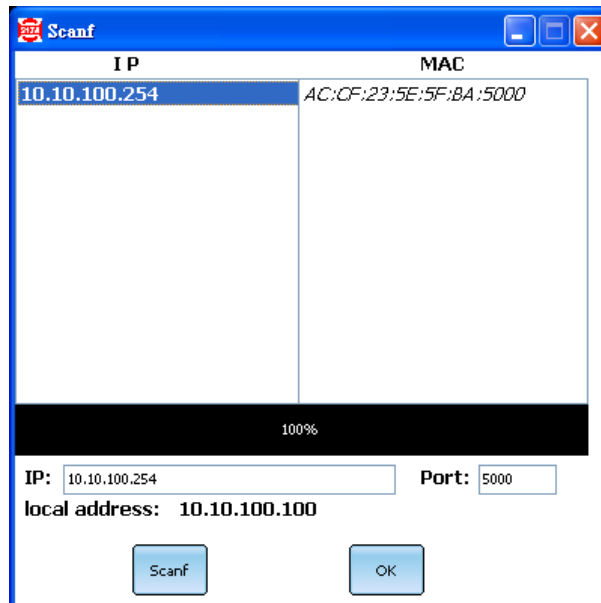 Scanf
I P MAC
10.10.100.254 AC:CF:23:5E:5F:BA:5000
100%
IP: 10.10.100.254 Port: 5000
local address: 10.10.100.100
Scanf OK